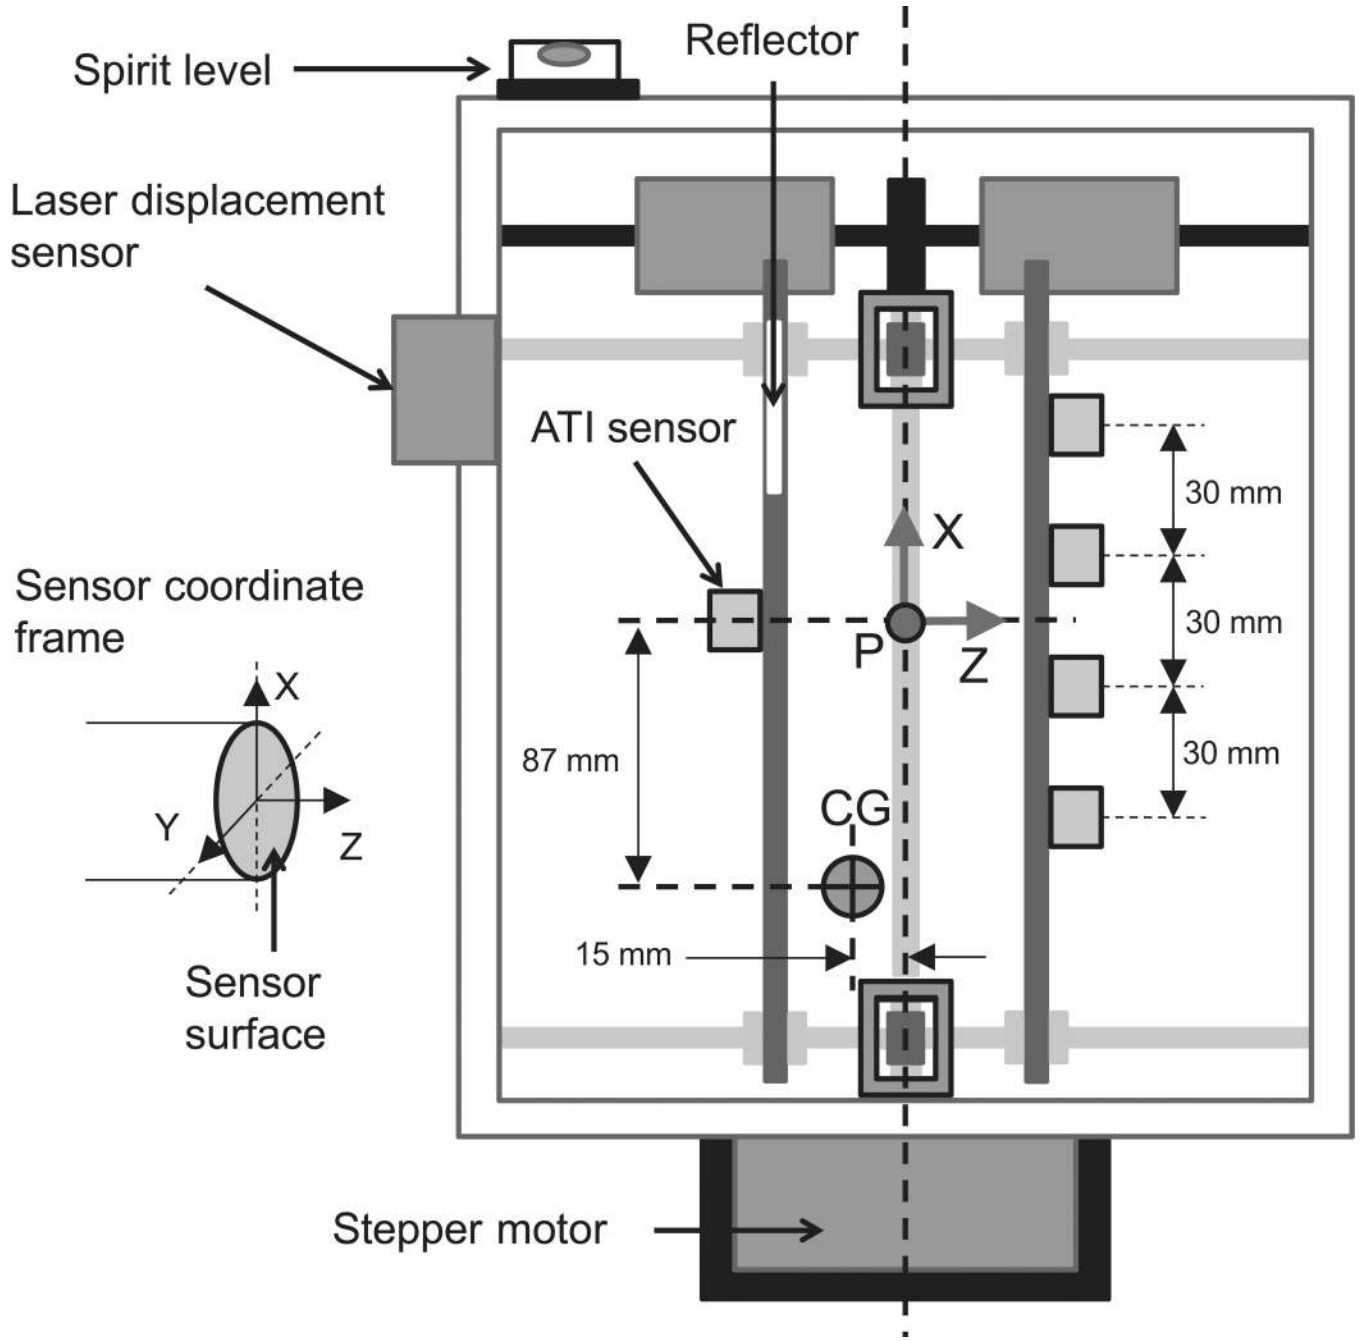 Reflector
Spirit level
Laser displacement
sensor
ATI sensor
30 mm
X
Sensor coordinate
frame
30 mm
P
Z
X
87 mm
30 mm
CG
Y
Z
15 mm
Sensor
surface
Stepper motor